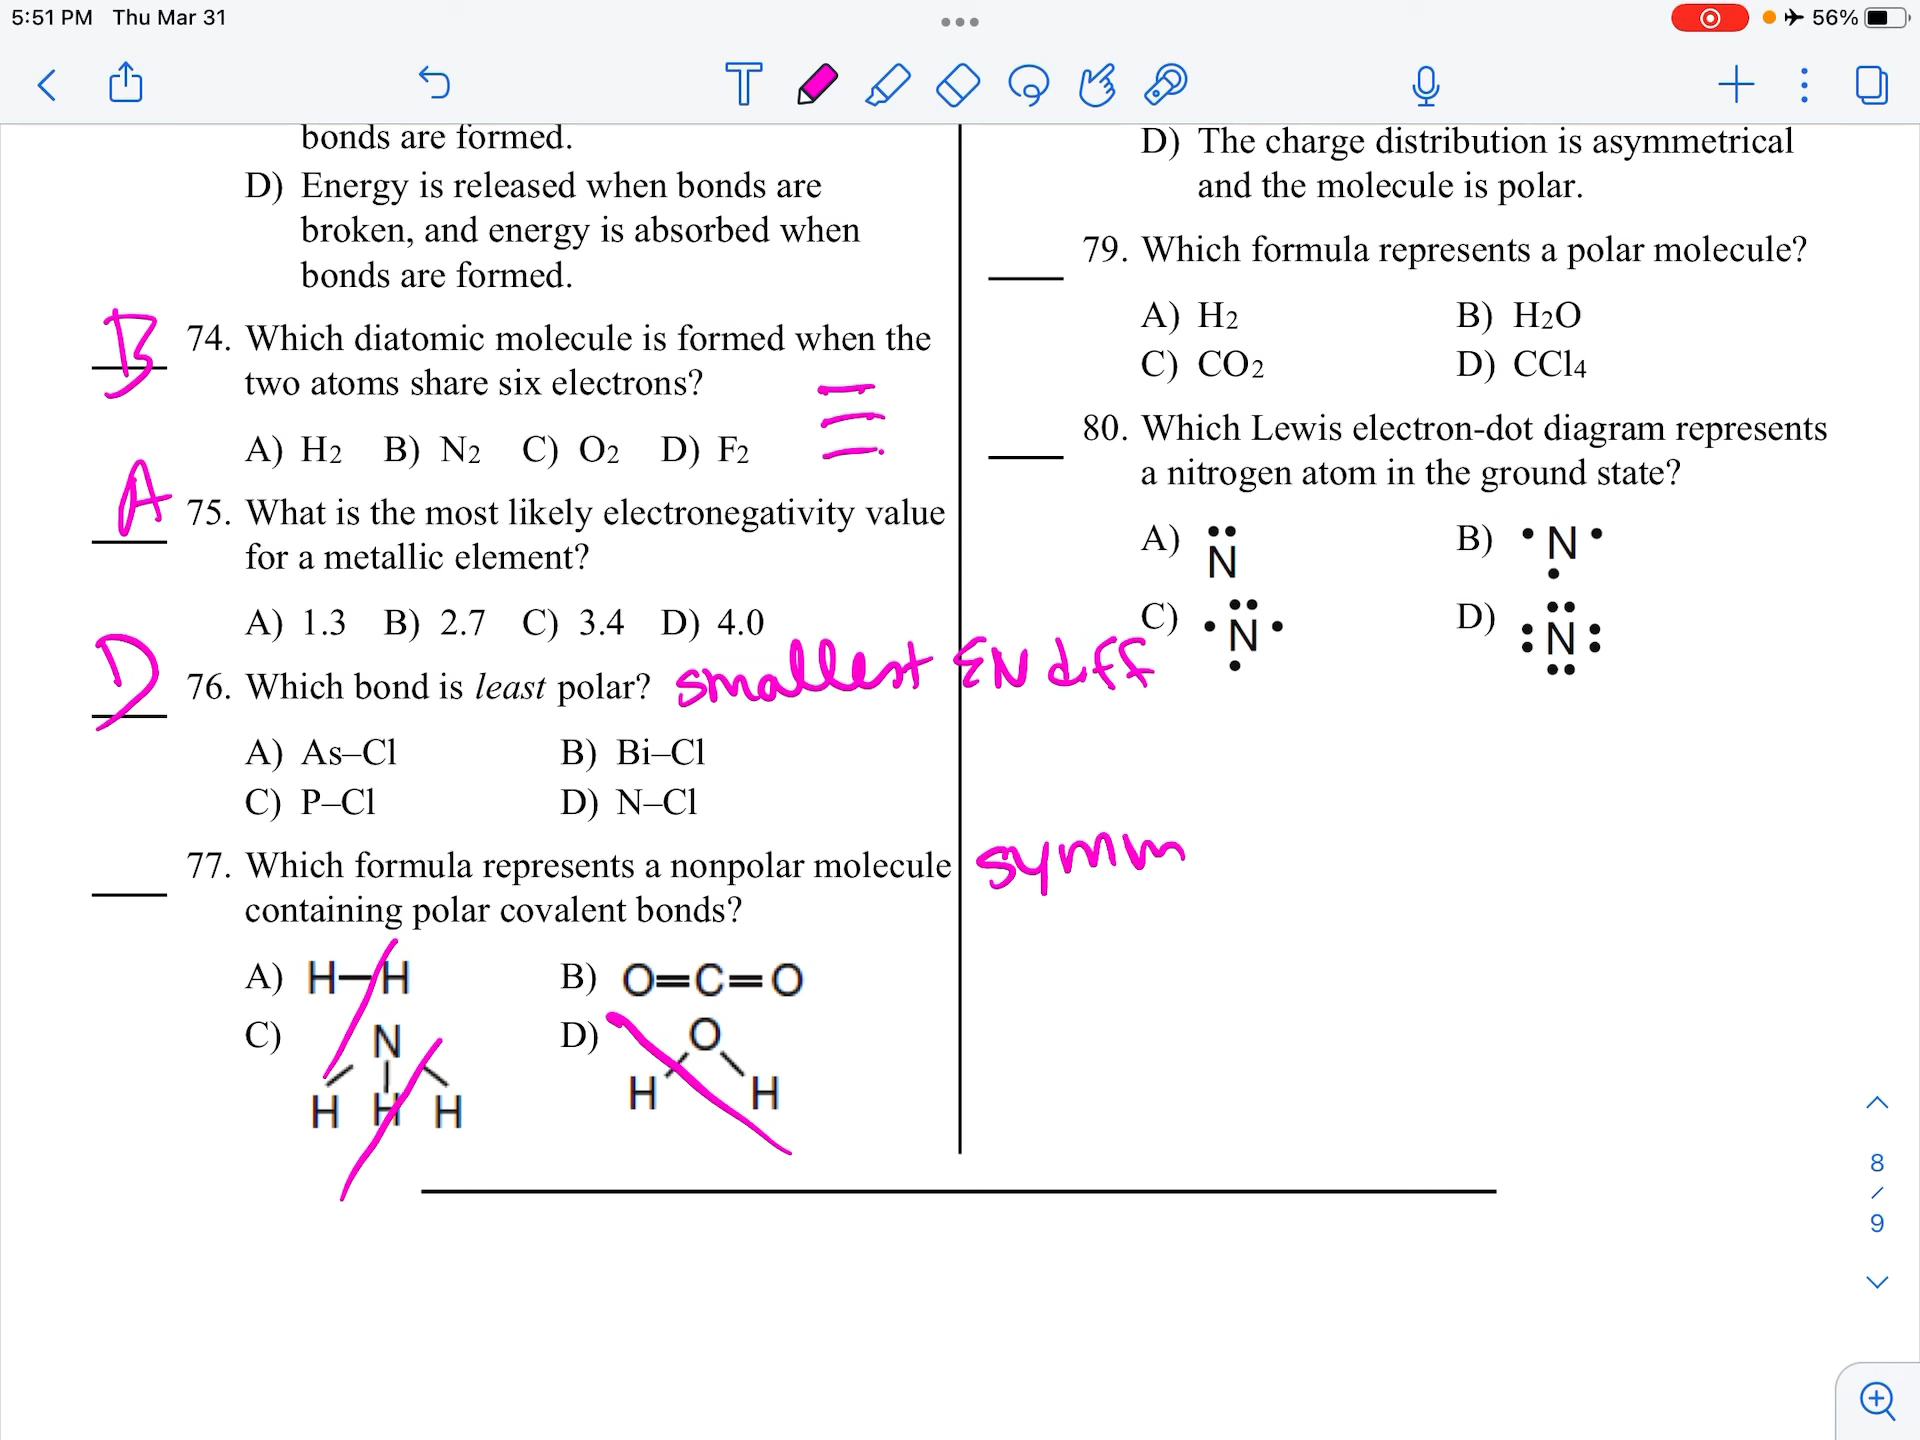 5:51 PM Thu Mar 31
56%
bonds are formed.
D) Energy is released when bonds are
broken, and energy is absorbed when
bonds are formed.
B 74. Which diatomic molecule is formed when the
two atoms share six electrons?
A) H2 B) N2 C) O2 D) F2
A 75. What is the most likely electronegativity value
for a metallic element?
A) 1.3 B) 2.7 C) 3.4 D) 4.0
D 76. Which bond is least polar? smallest EN diff
A) As–Cl B) Bi–Cl
C) P–Cl D) N–Cl
77. Which formula represents a nonpolar molecule symm
containing polar covalent bonds?
A) H–H B) O=C=O
C) N D) O
H H H H H
D) The charge distribution is asymmetrical
and the molecule is polar.
79. Which formula represents a polar molecule?
A) H2 B) H2O
C) CO2 D) CCl4
80. Which Lewis electron-dot diagram represents
a nitrogen atom in the ground state?
A) N B) N
C) N D) N
8
/
9